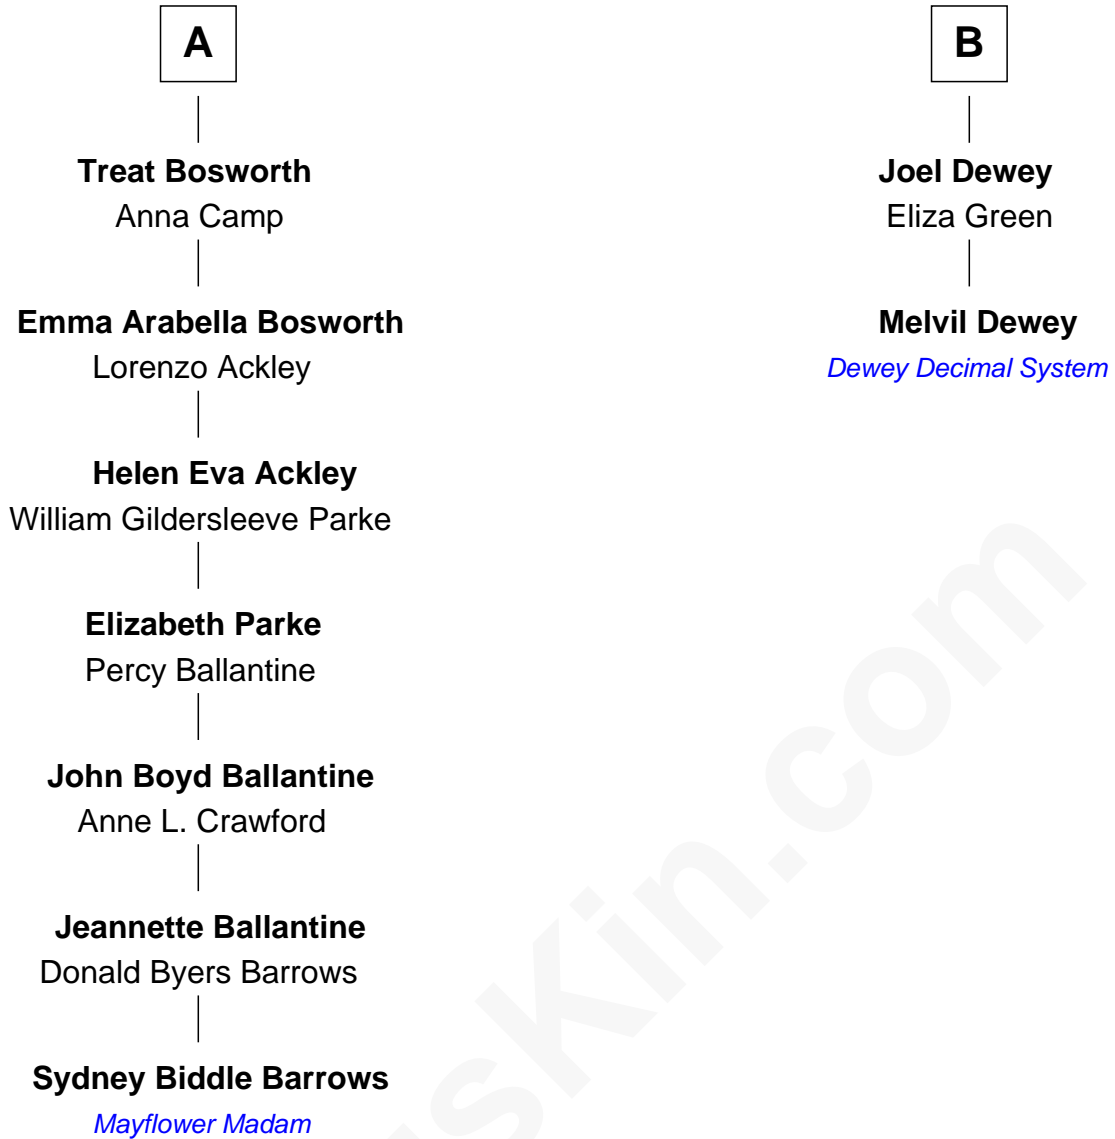 A
B
Treat Bosworth
Anna Camp
Joel Dewey
Eliza Green
Emma Arabella Bosworth
Lorenzo Ackley
Melvil Dewey
Dewey Decimal System
Helen Eva Ackley
William Gildersleeve Parke
Elizabeth Parke
Percy Ballantine
John Boyd Ballantine
Anne L. Crawford
Jeannette Ballantine
Donald Byers Barrows
Sydney Biddle Barrows
Mayflower Madam
sKin.com